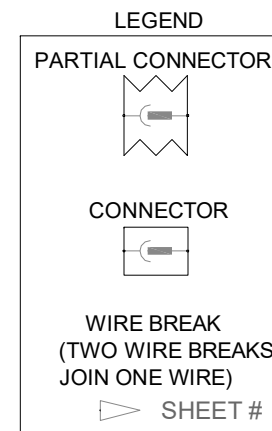 LEGEND
PARTIAL CONNECTOR
CONNECTOR
WIRE BREAK
(TWO WIRE BREAKS
JOIN ONE WIRE)
SHEET #